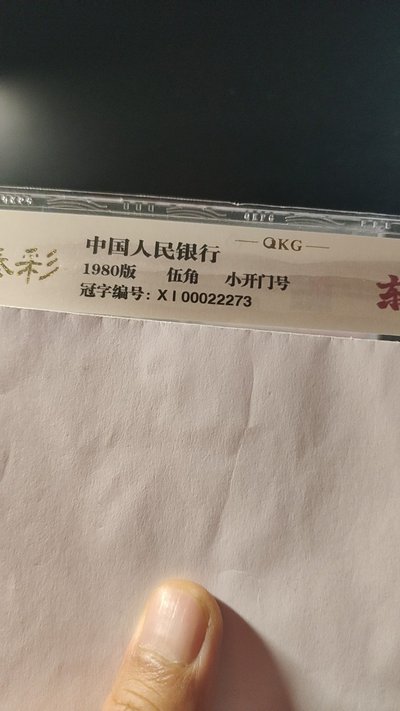 QKG
中国人民银行
1980版 伍角 小开门号
冠字编号: X I 00022273
彩